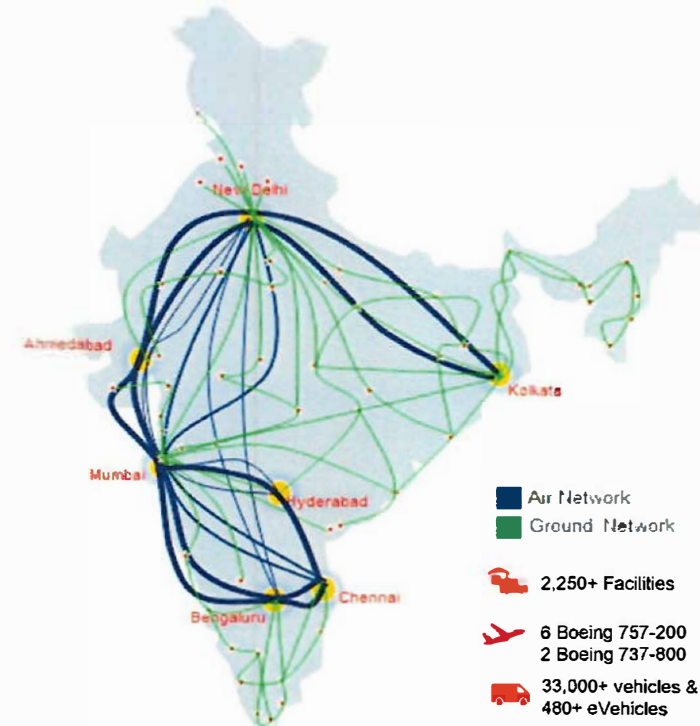 New Delhi
Ahmedabad
Kolkata
Mumbai
Hyderabad
Chennai
Bengaluru
Air Network
Ground Network
2,250+ Facilities
6 Boeing 757-200
2 Boeing 737-800
33,000+ vehicles &
480+ eVehicles